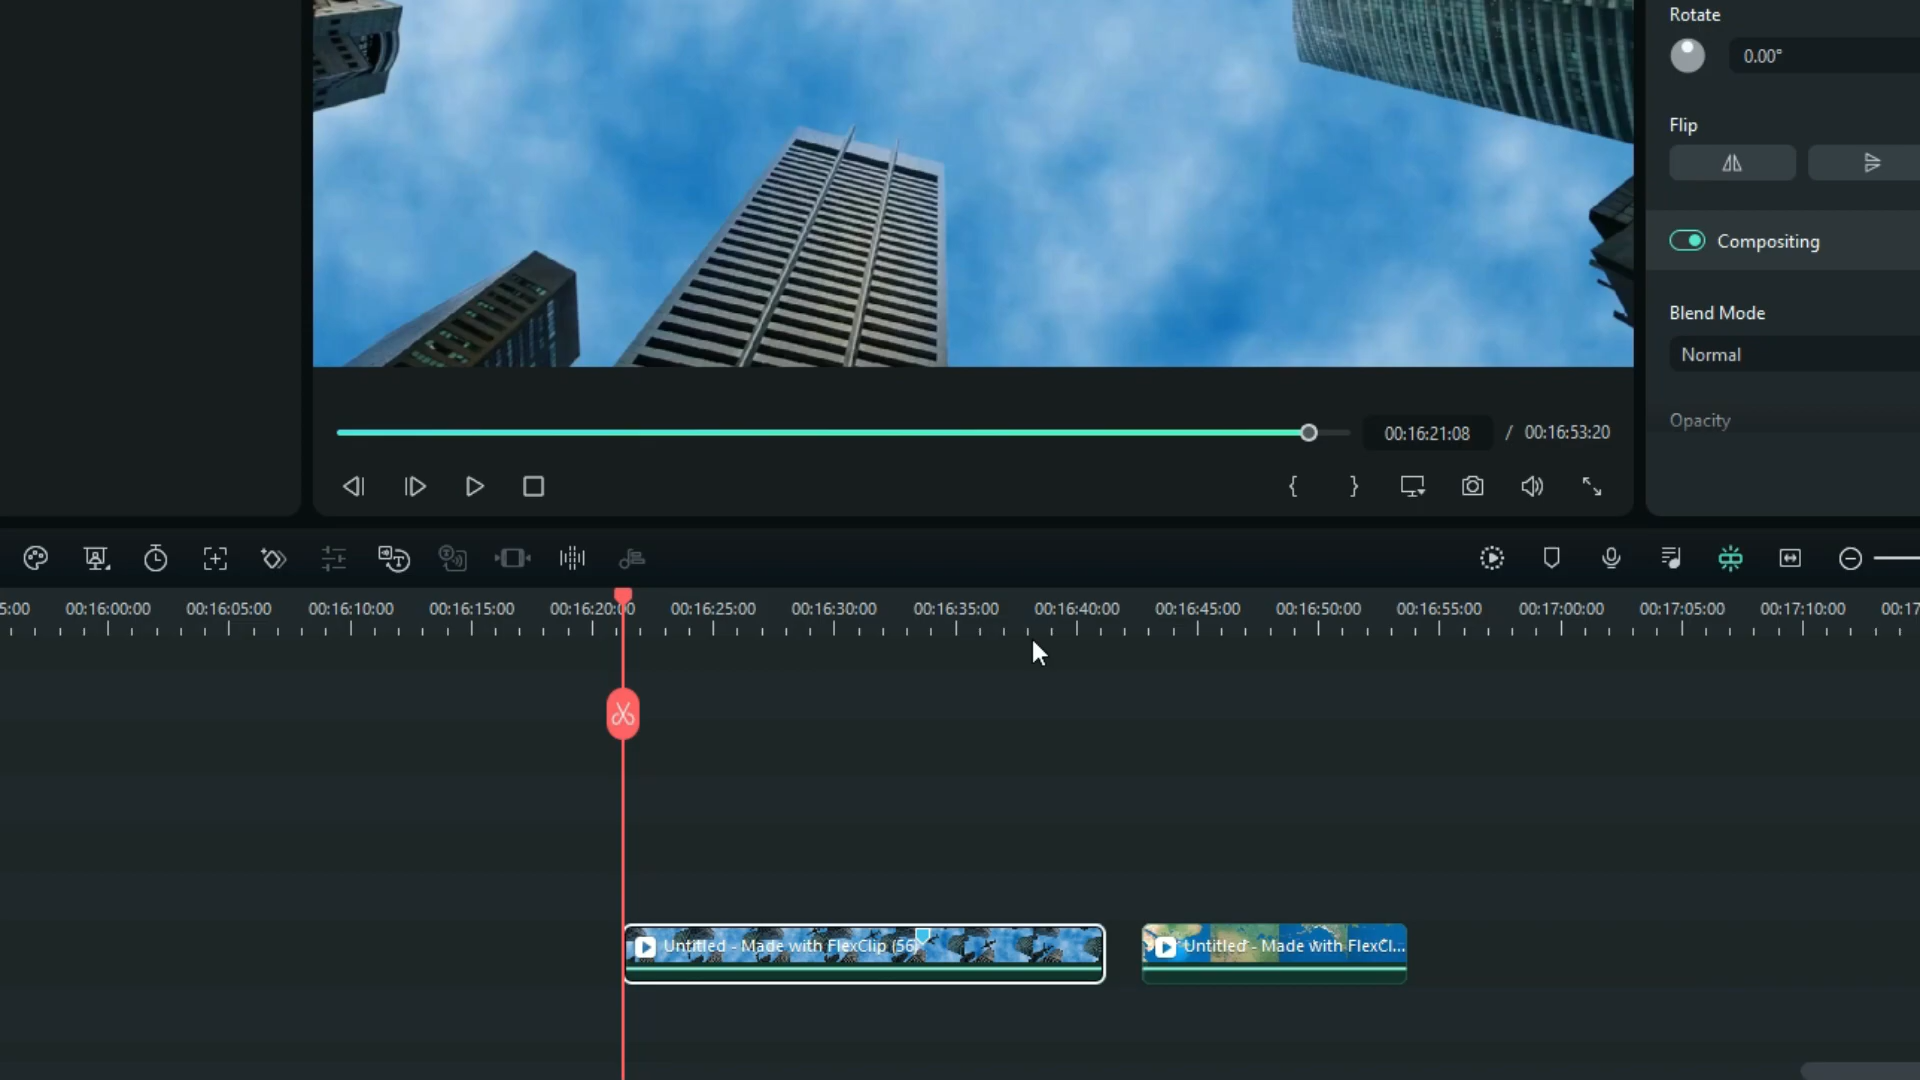 Rotate
0.00°
Flip
Compositing
Blend Mode
Normal
Opacity
00:16:21:08 / 00:16:53:20
5:00 00:16:00:00 00:16:05:00 00:16:10:00 00:16:15:00 00:16:20:00 00:16:25:00 00:16:30:00 00:16:35:00 00:16:40:00 00:16:45:00 00:16:50:00 00:16:55:00 00:17:00:00 00:17:05:00 00:17:10:00 00:17
Untitled - Made with FlexClip (56) Untitled - Made with FlexCl...